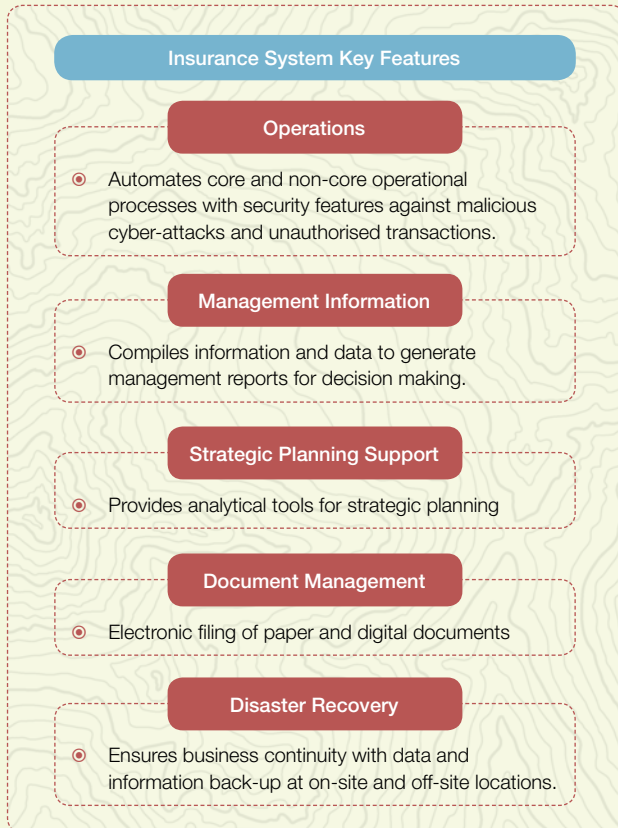 Insurance System Key Features
Operations
Automates core and non-core operational
processes with security features against malicious
cyber-attacks and unauthorised transactions.
Management Information
Compiles information and data to generate
management reports for decision making.
Strategic Planning Support
Provides analytical tools for strategic planning
Document Management
Electronic filing of paper and digital documents
Disaster Recovery
Ensures business continuity with data and
information back-up at on-site and off-site locations.